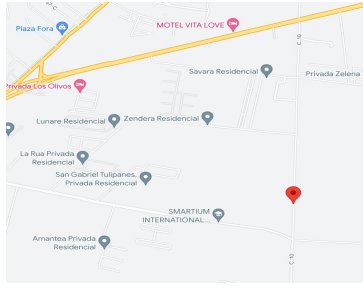 Plaza Fora
MOTEL VITA LOVE
C. 10
Savara Residencial
Privada Zelena
Privada Los Olivos
Lunare Residencial
Zendera Residencial
La Rua Privada
Residencial
San Gabriel Tulipanes,
Privada Residencial
SMARTIUM
INTERNATIONAL...
Amantea Privada
Residencial
C. 10